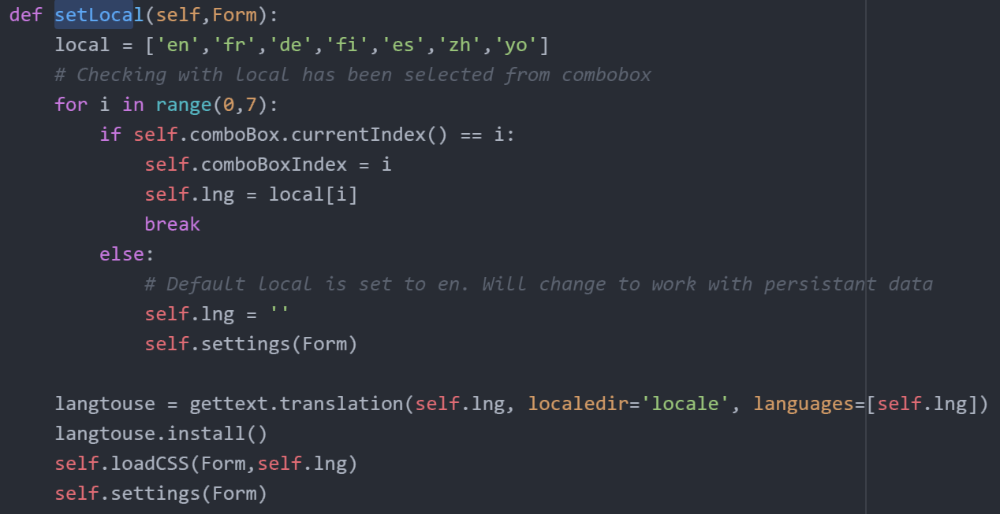 def setLocal(self,Form):
    local = ['en','fr','de','fi','es','zh','yo']
    # Checking with local has been selected from combobox
    for i in range(0,7):
        if self.comboBox.currentIndex() == i:
            self.comboBoxIndex = i
            self.lng = local[i]
            break
        else:
            # Default local is set to en. Will change to work with persistant data
            self.lng = ''
            self.settings(Form)

    langtouse = gettext.translation(self.lng, localedir='locale', languages=[self.lng])
    langtouse.install()
    self.loadCSS(Form,self.lng)
    self.settings(Form)